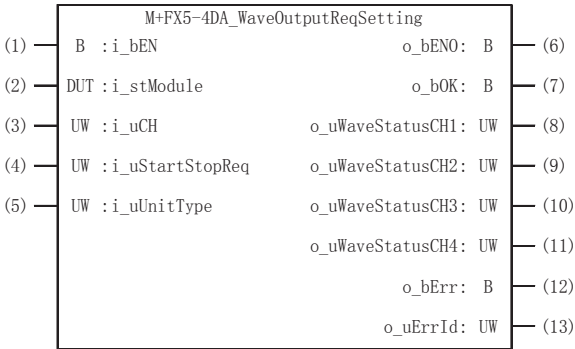 M+FX5-4DA_WaveOutputReqSetting
(1) B :i_bEN o_bENO: B (6)
(2) DUT :i_stModule o_bOK: B (7)
(3) UW :i_uCH o_uWaveStatusCH1: UW (8)
(4) UW :i_uStartStopReq o_uWaveStatusCH2: UW (9)
(5) UW :i_uUnitType o_uWaveStatusCH3: UW (10)
o_uWaveStatusCH4: UW (11)
o_bErr: B (12)
o_uErrId: UW (13)